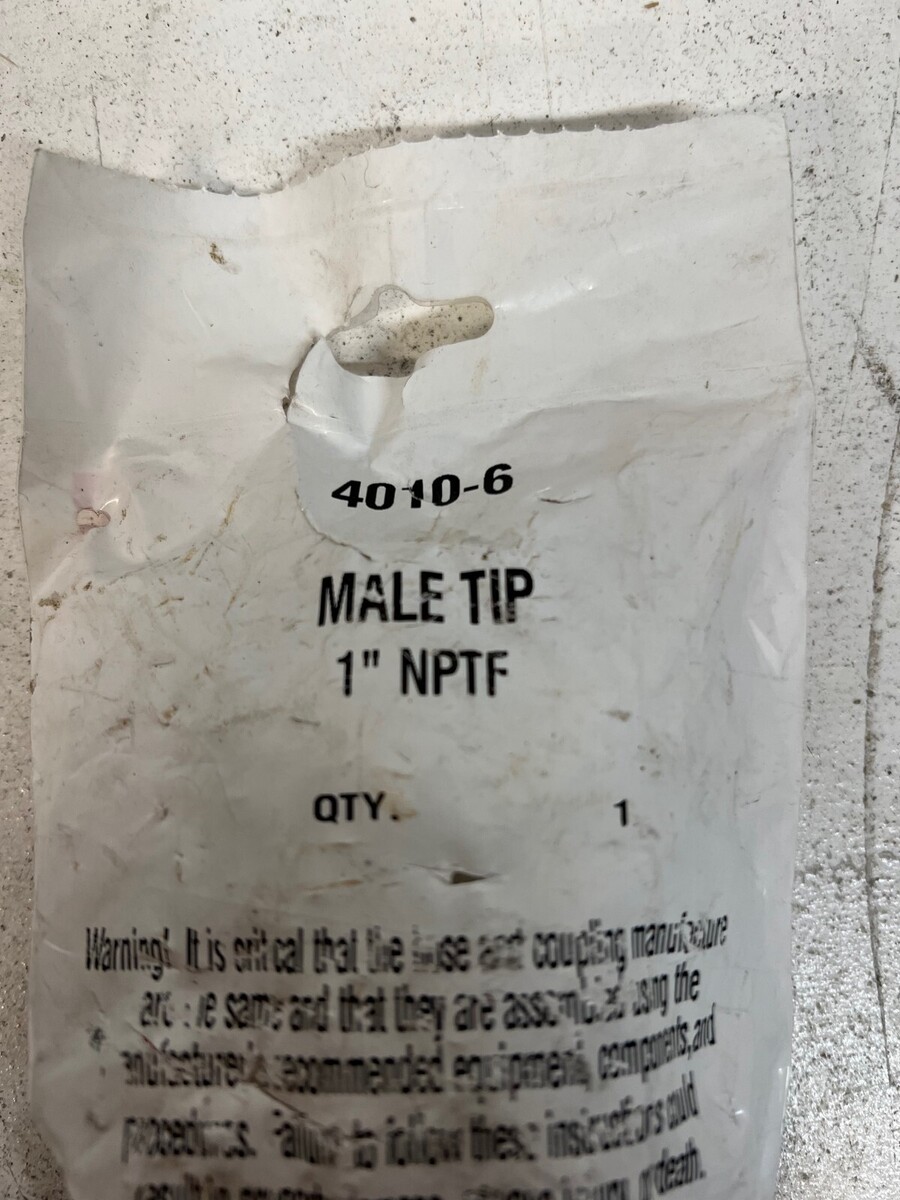 4010-6
MALE TIP
1" NPTF
QTY. 1
Warning! It is critical that the hose and coupling manufacture
are the same and that they are assembled using the
recommended equipment, components, and
procedures. Failure to follow these instructions could
death.